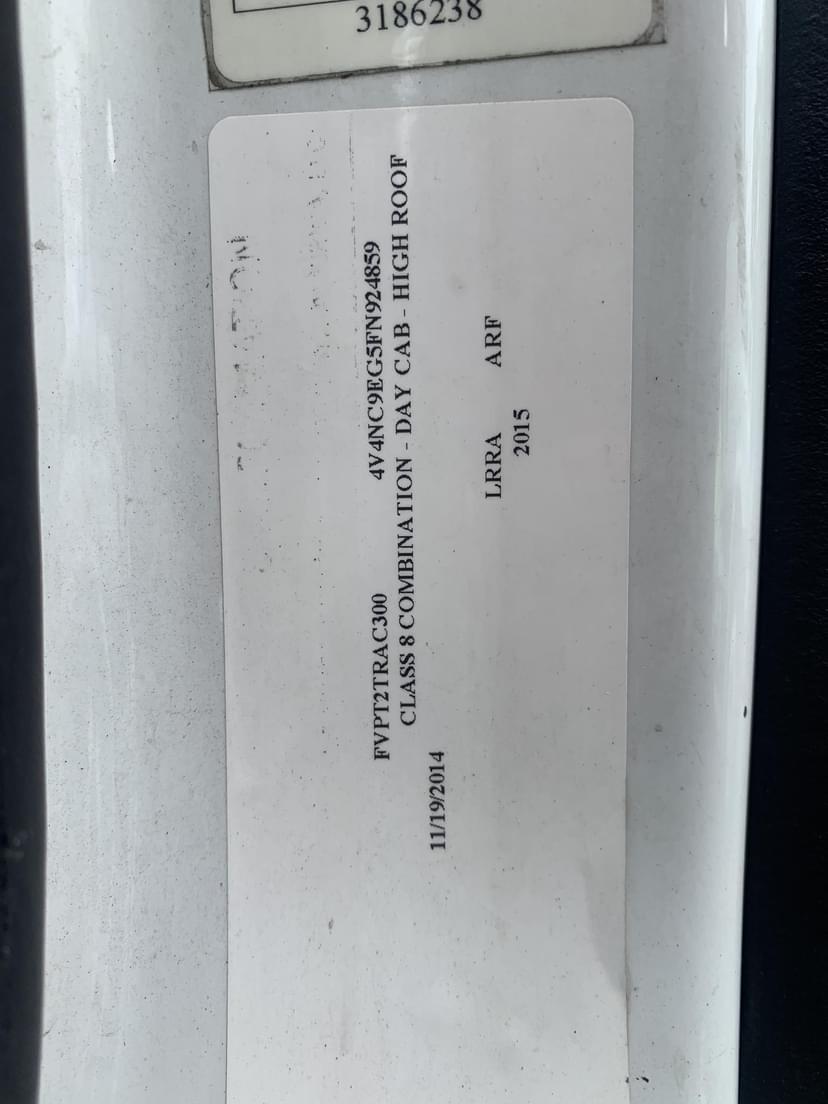 3186238
FVPT2TRAC300 4V4NC9EG5FN924859
CLASS 8 COMBINATION - DAY CAB - HIGH ROOF
11/19/2014
LRRA ARF
2015